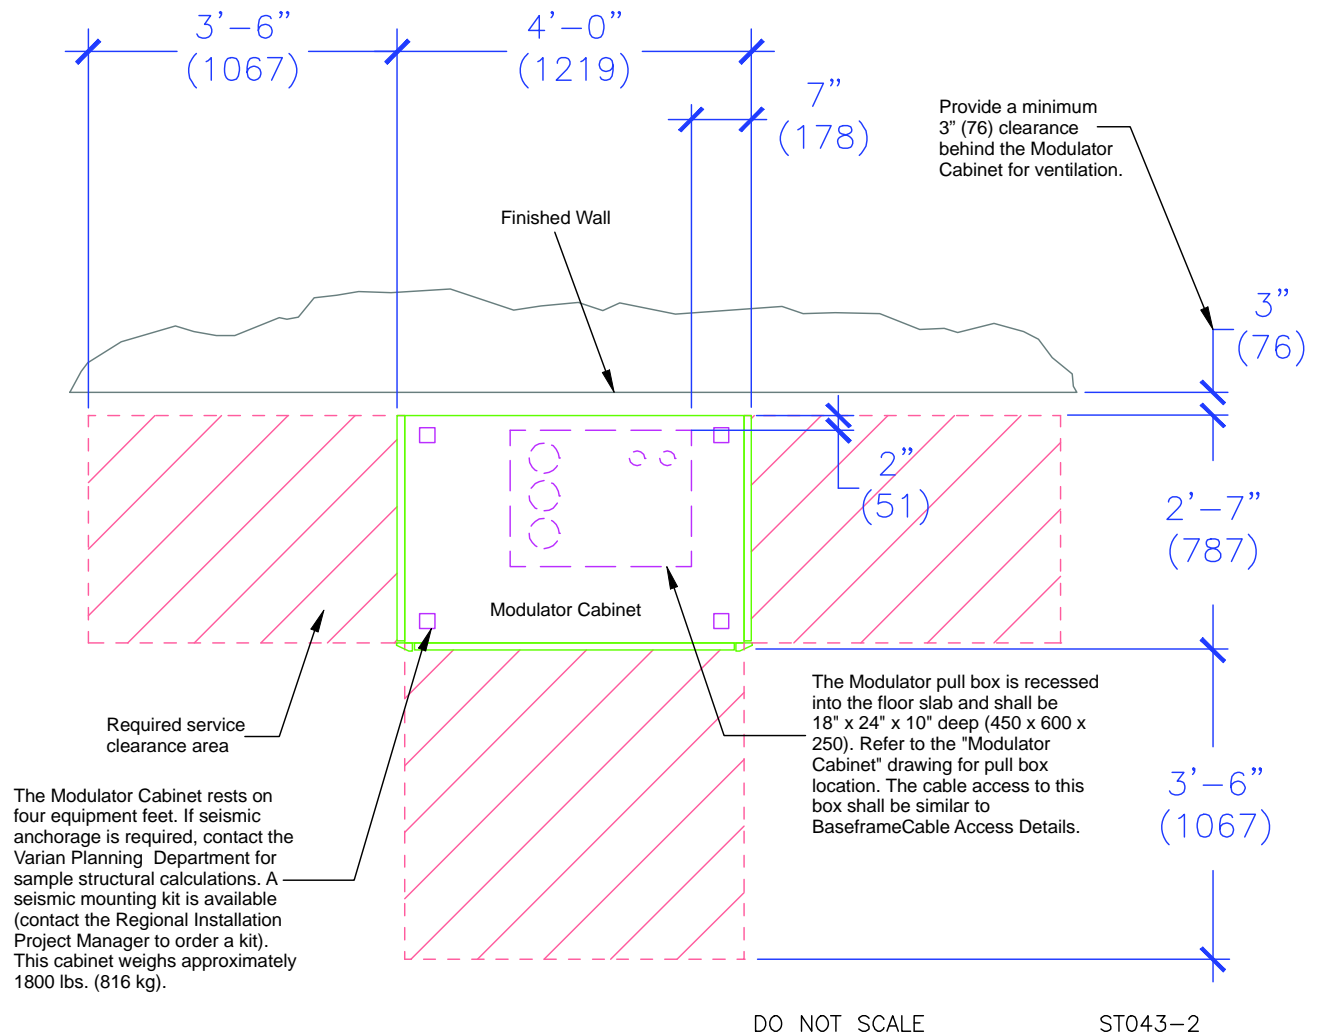 3'-6"
(1067)
4'-0"
(1219)
7"
(178)
Provide a minimum
3" (76) clearance
behind the Modulator
Cabinet for ventilation.
Finished Wall
3"
(76)
2"
(51)
2'-7"
(787)
Modulator Cabinet
Required service
clearance area
The Modulator pull box is recessed
into the floor slab and shall be
18" x 24" x 10" deep (450 x 600 x
250). Refer to the "Modulator
Cabinet" drawing for pull box
location. The cable access to this
box shall be similar to
BaseframeCable Access Details.
3'-6"
(1067)
The Modulator Cabinet rests on
four equipment feet. If seismic
anchorage is required, contact the
Varian Planning  Department for
sample structural calculations. A
seismic mounting kit is available
(contact the Regional Installation
Project Manager to order a kit).
This cabinet weighs approximately
1800 lbs. (816 kg).
DO NOT SCALE
ST043-2